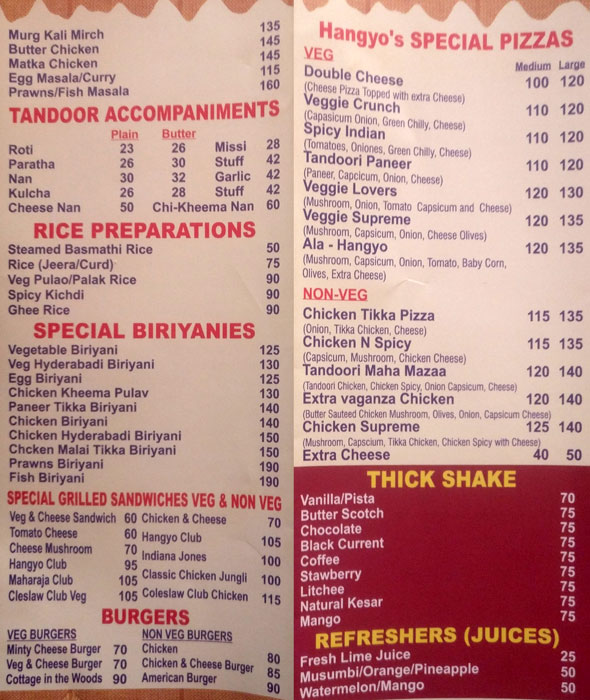 Murg Kali Mirch 135
Butter Chicken 145
Matka Chicken 145
Egg Masala/Curry 115
Prawns/Fish Masala 160
TANDOOR ACCOMPANIMENTS
Plain Butter
Roti 23 26 Missi 28
Paratha 26 30 Stuff 42
Nan 30 32 Garlic 42
Kulcha 26 28 Stuff 42
Cheese Nan 50 Chi-Kheema Nan 60
RICE PREPARATIONS
Steamed Basmathi Rice 50
Rice (Jeera/Curd) 75
Veg Pulao/Palak Rice 90
Spicy Kichdi 90
Ghee Rice 90
SPECIAL BIRIYANIES
Vegetable Biriyani 125
Veg Hyderabadi Biriyani 130
Egg Biriyani 125
Chicken Kheema Pulav 130
Paneer Tikka Biriyani 140
Chicken Biriyani 140
Chicken Hyderabadi Biriyani 150
Chcken Malai Tikka Biriyani 150
Prawns Biriyani 190
Fish Biriyani 190
SPECIAL GRILLED SANDWICHES VEG & NON VEG
Veg & Cheese Sandwich 60 Chicken & Cheese 70
Tomato Cheese 60 Hangyo Club 105
Cheese Mushroom 70 Indiana Jones 100
Hangyo Club 95
Maharaja Club 105 Classic Chicken Jungli 100
Cleslaw Club Veg 105 Coleslaw Club Chicken 115
BURGERS
VEG BURGERS NON VEG BURGERS
Minty Cheese Burger 70 Chicken 80
Veg & Cheese Burger 70 Chicken & Cheese Burger 85
Cottage in the Woods 90 American Burger 90
Hangyo's SPECIAL PIZZAS
VEG Medium Large
Double Cheese 100 120
(Cheese Pizza Topped with extra Cheese)
Veggie Crunch 110 120
(Capasicum Onion, Green Chilly, Cheese)
Spicy Indian 110 120
(Tomatoes, Oniones, Green Chilly, Cheese)
Tandoori Paneer 110 120
(Paneer, Capcicum, Onion, Cheese)
Veggie Lovers 120 130
(Mushroom, Onion, Tomato Capsicum and Cheese)
Veggie Supreme 120 135
(Mushroom, Capsicum, Onion, Cheese Olives)
Ala - Hangyo 120 135
(Mushroom, Capsicum, Onion, Tomato, Baby Corn,
Olives, Extra Cheese)
NON-VEG
Chicken Tikka Pizza 115 135
(Onion, Tikka Chicken, Cheese)
Chicken N Spicy 115 135
(Capsicum, Mushroom, Chicken Cheese)
Tandoori Maha Mazaa 120 140
(Tandoori Chicken, Chicken Spicy, Onion Capsicum, Cheese)
Extra vaganza Chicken 120 140
(Butter Sauteed Chicken Mushroom, Olives, Onion, Capsicum Cheese)
Chicken Supreme 125 140
(Mushroom, Capscium, Tikka Chicken, Chicken Spicy with Cheese)
Extra Cheese 40 50
THICK SHAKE
Vanilla/Pista 70
Butter Scotch 75
Chocolate 75
Black Current 75
Coffee 75
Stawberry 75
Litchee 75
Natural Kesar 75
Mango 75
REFRESHERS (JUICES)
Fresh Lime Juice 25
Musumbi/Orange/Pineapple 50
Watermelon/Mango 50